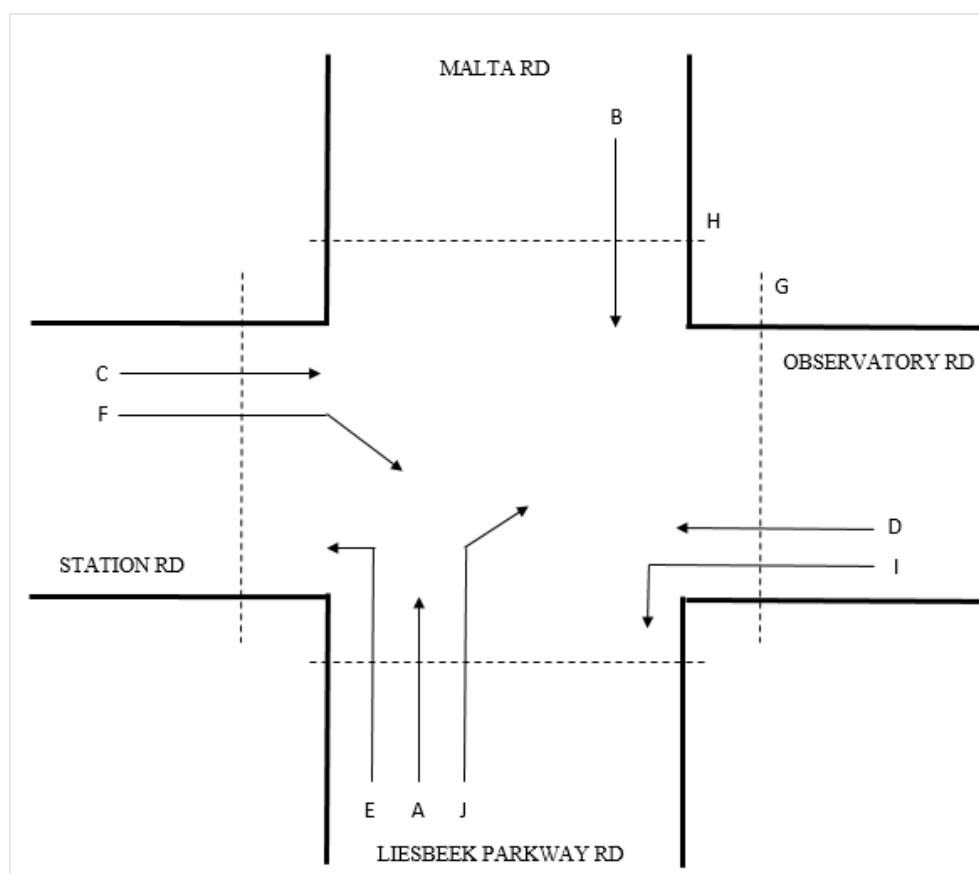 MALTA RD
B
H
G
OBSERVATORY RD
C
F
D
STATION RD
I
E A J
LIESBEEK PARKWAY RD